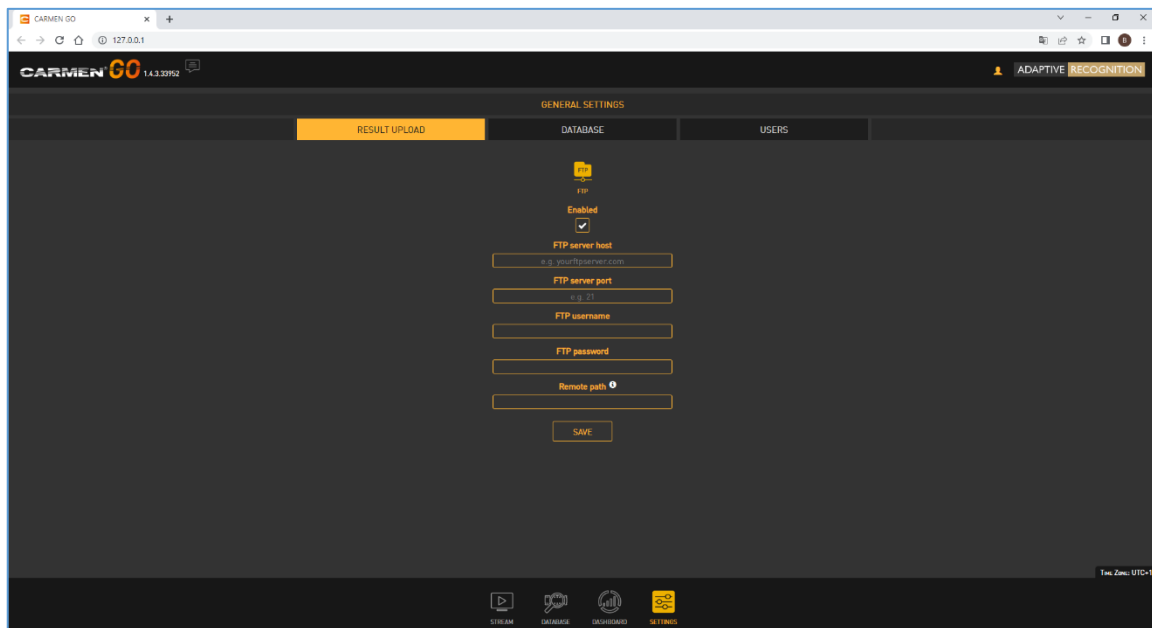 CARMEN GO
127.0.0.1
B
CARMEN® GO 1.4.3.33952
ADAPTIVE RECOGNITION
GENERAL SETTINGS
RESULT UPLOAD DATABASE USERS
FTP
FTP
Enabled
FTP server host
e.g. yourftpserver.com
FTP server port
e.g. 21
FTP username
FTP password
Remote path
SAVE
TIME ZONE: UTC+1
STREAM DATABASE DASHBOARD SETTINGS